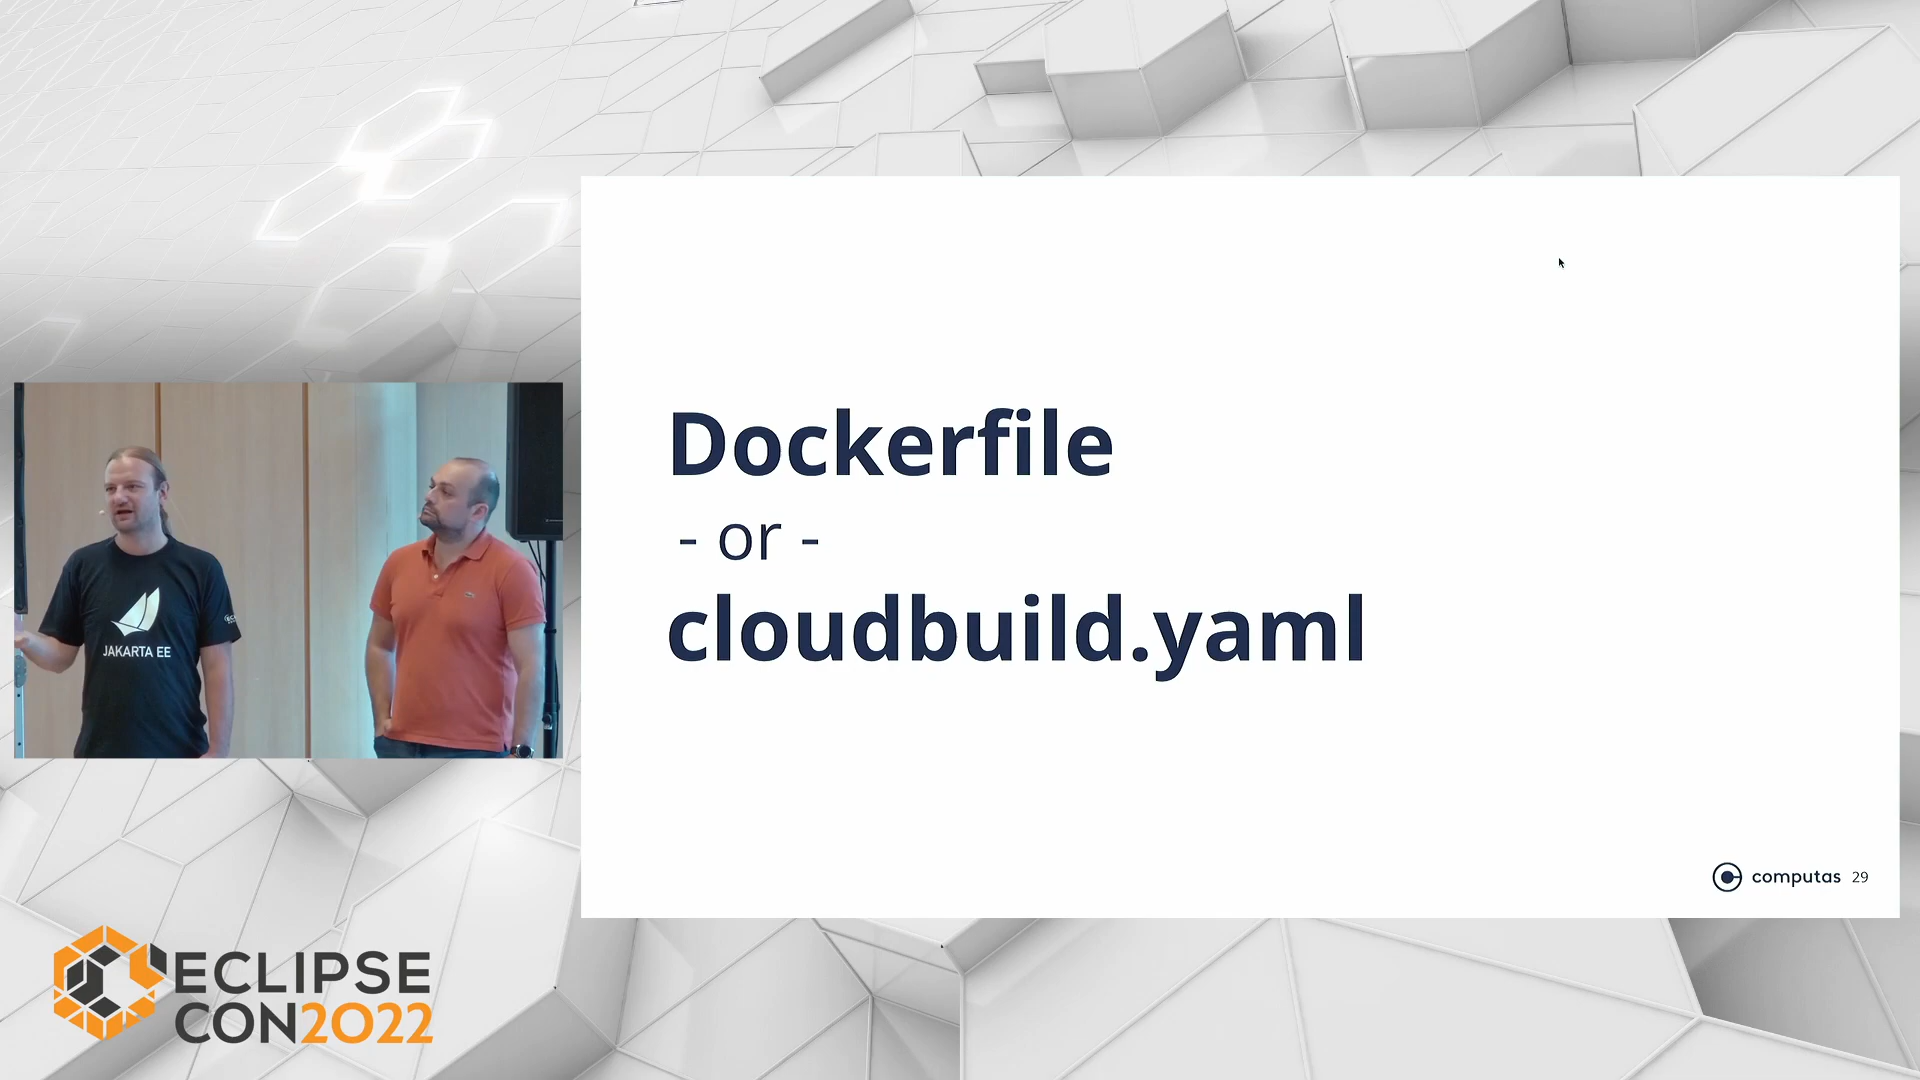 Dockerfile
- or -
cloudbuild.yaml
computas 29
JAKARTA EE
ECLIPSE
CON2022